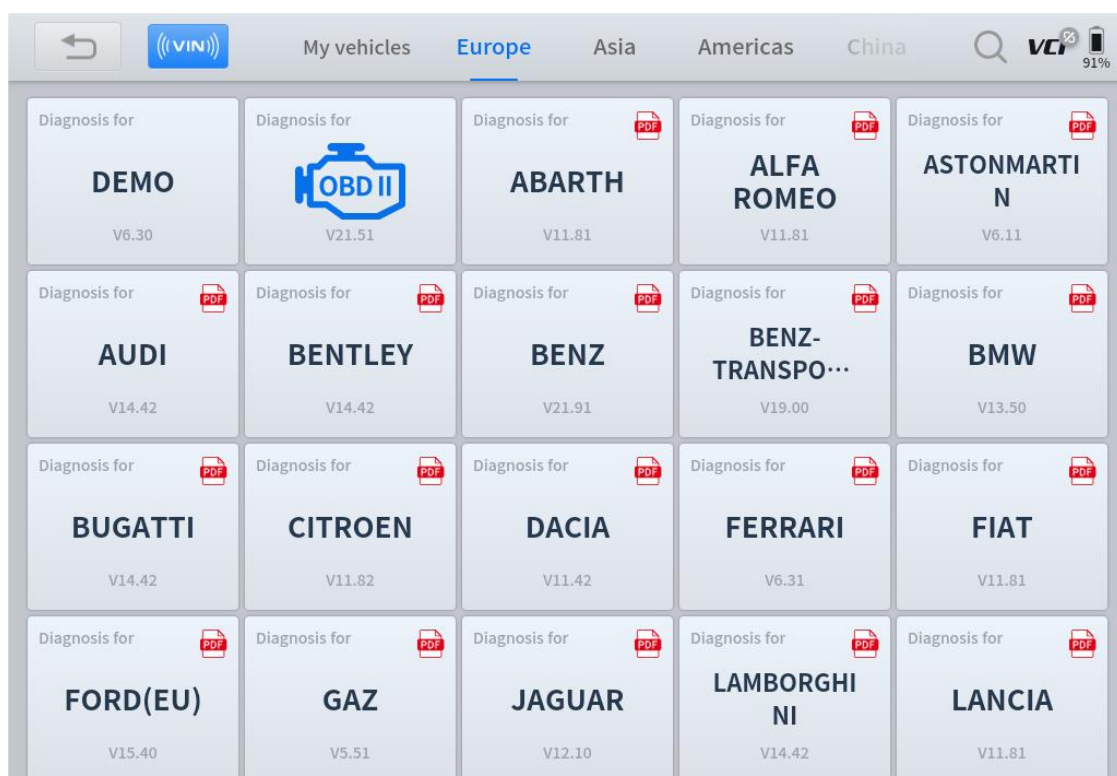 VIN
My vehicles
Europe
Asia
Americas
China
VCI
91%
Diagnosis for
DEMO
V6.30
Diagnosis for
OBD II
V21.51
Diagnosis for
PDF
ABARTH
V11.81
Diagnosis for
PDF
ALFA
ROMEO
V11.81
Diagnosis for
PDF
ASTONMARTI
N
V6.11
Diagnosis for
PDF
AUDI
V14.42
Diagnosis for
PDF
BENTLEY
V14.42
Diagnosis for
PDF
BENZ
V21.91
Diagnosis for
PDF
BENZ-
TRANSPO···
V19.00
Diagnosis for
PDF
BMW
V13.50
Diagnosis for
PDF
BUGATTI
V14.42
Diagnosis for
PDF
CITROEN
V11.82
Diagnosis for
PDF
DACIA
V11.42
Diagnosis for
PDF
FERRARI
V6.31
Diagnosis for
PDF
FIAT
V11.81
Diagnosis for
PDF
FORD(EU)
V15.40
Diagnosis for
PDF
GAZ
V5.51
Diagnosis for
PDF
JAGUAR
V12.10
Diagnosis for
PDF
LAMBORGHI
NI
V14.42
Diagnosis for
PDF
LANCIA
V11.81